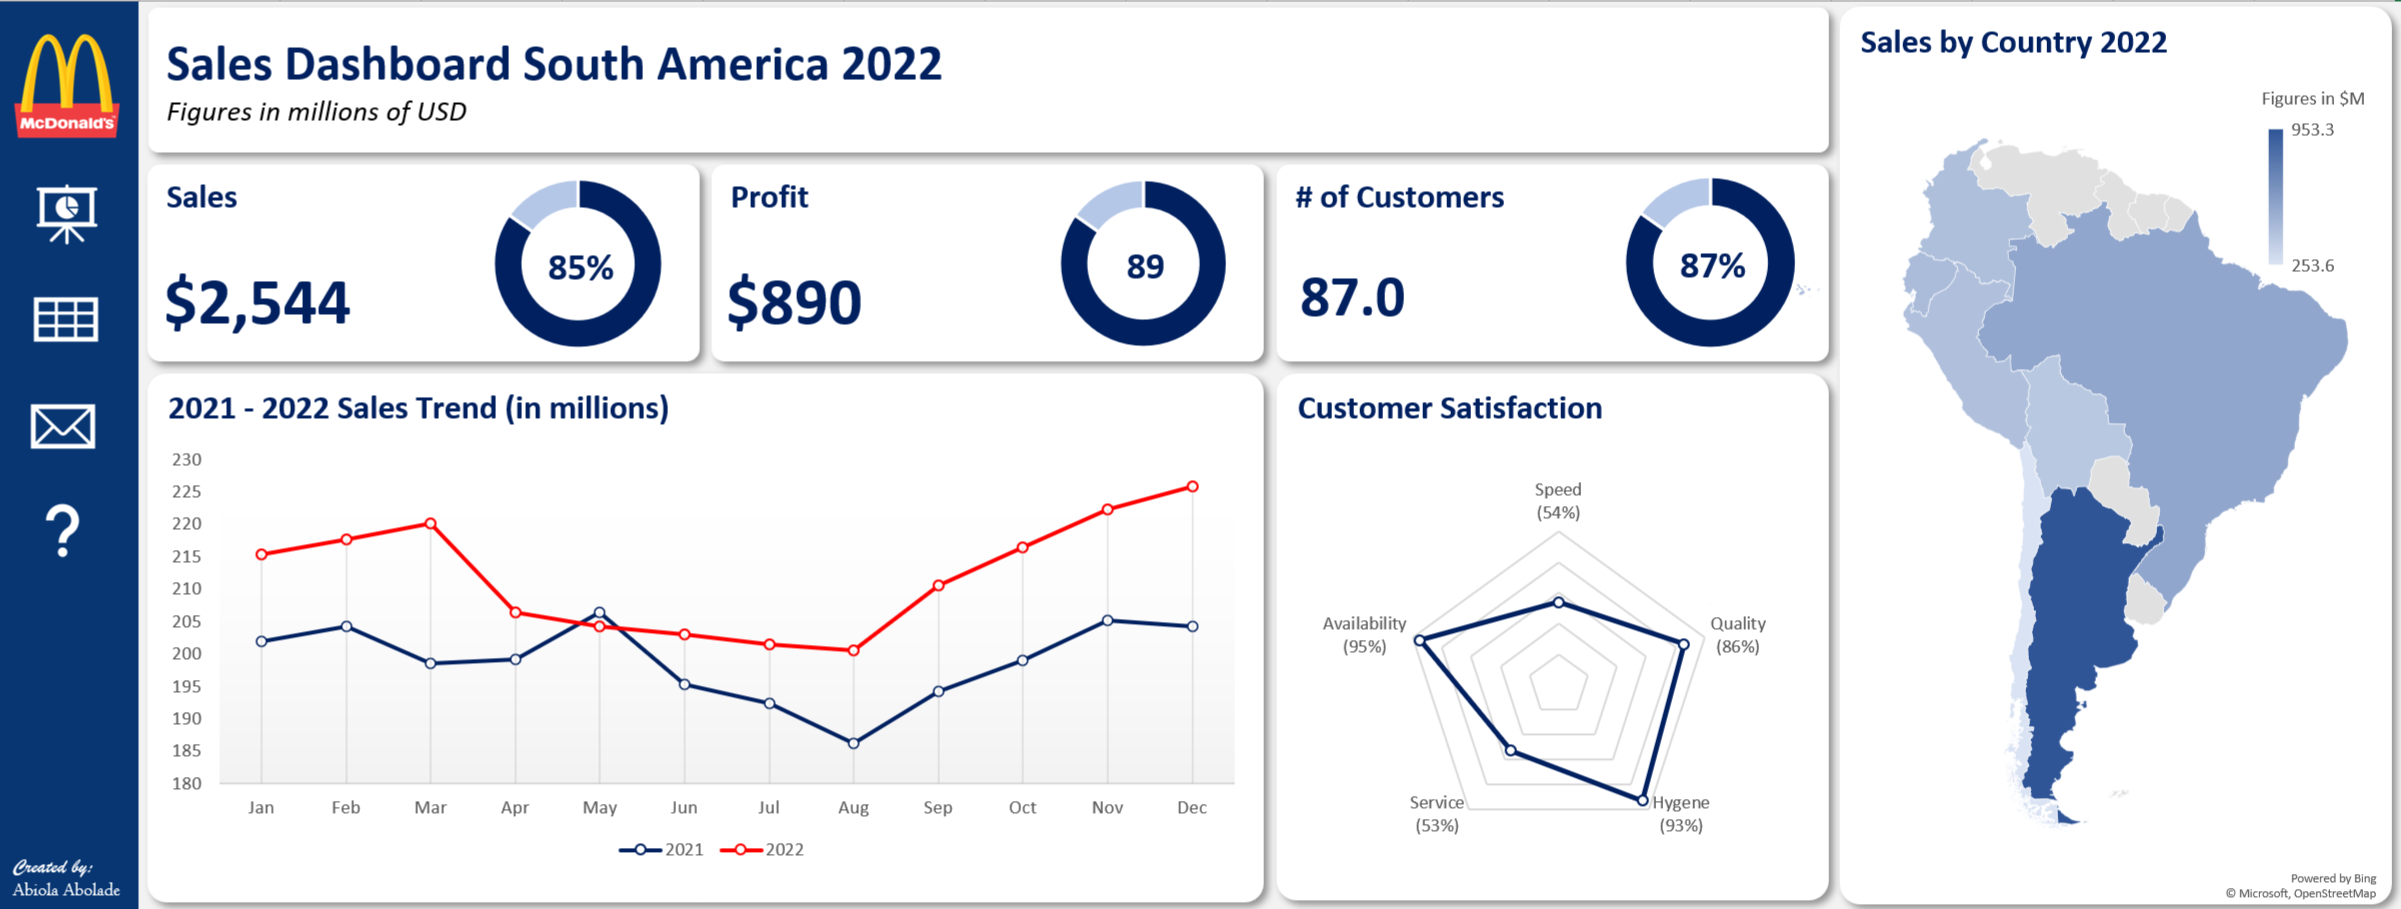 McDonald's
Sales Dashboard South America 2022
Figures in millions of USD
Sales
$2,544
85%
Profit
$890
89
# of Customers
87.0
87%
2021 - 2022 Sales Trend (in millions)
230
225
220
215
210
205
200
195
190
185
180
Jan Feb Mar Apr May Jun Jul Aug Sep Oct Nov Dec
2021 2022
Customer Satisfaction
Speed
(54%)
Quality
(86%)
Hygene
(93%)
Service
(53%)
Availability
(95%)
Sales by Country 2022
Figures in $M
953.3
253.6
Powered by Bing
© Microsoft, OpenStreetMap
?
Created by:
Abiola Abolade